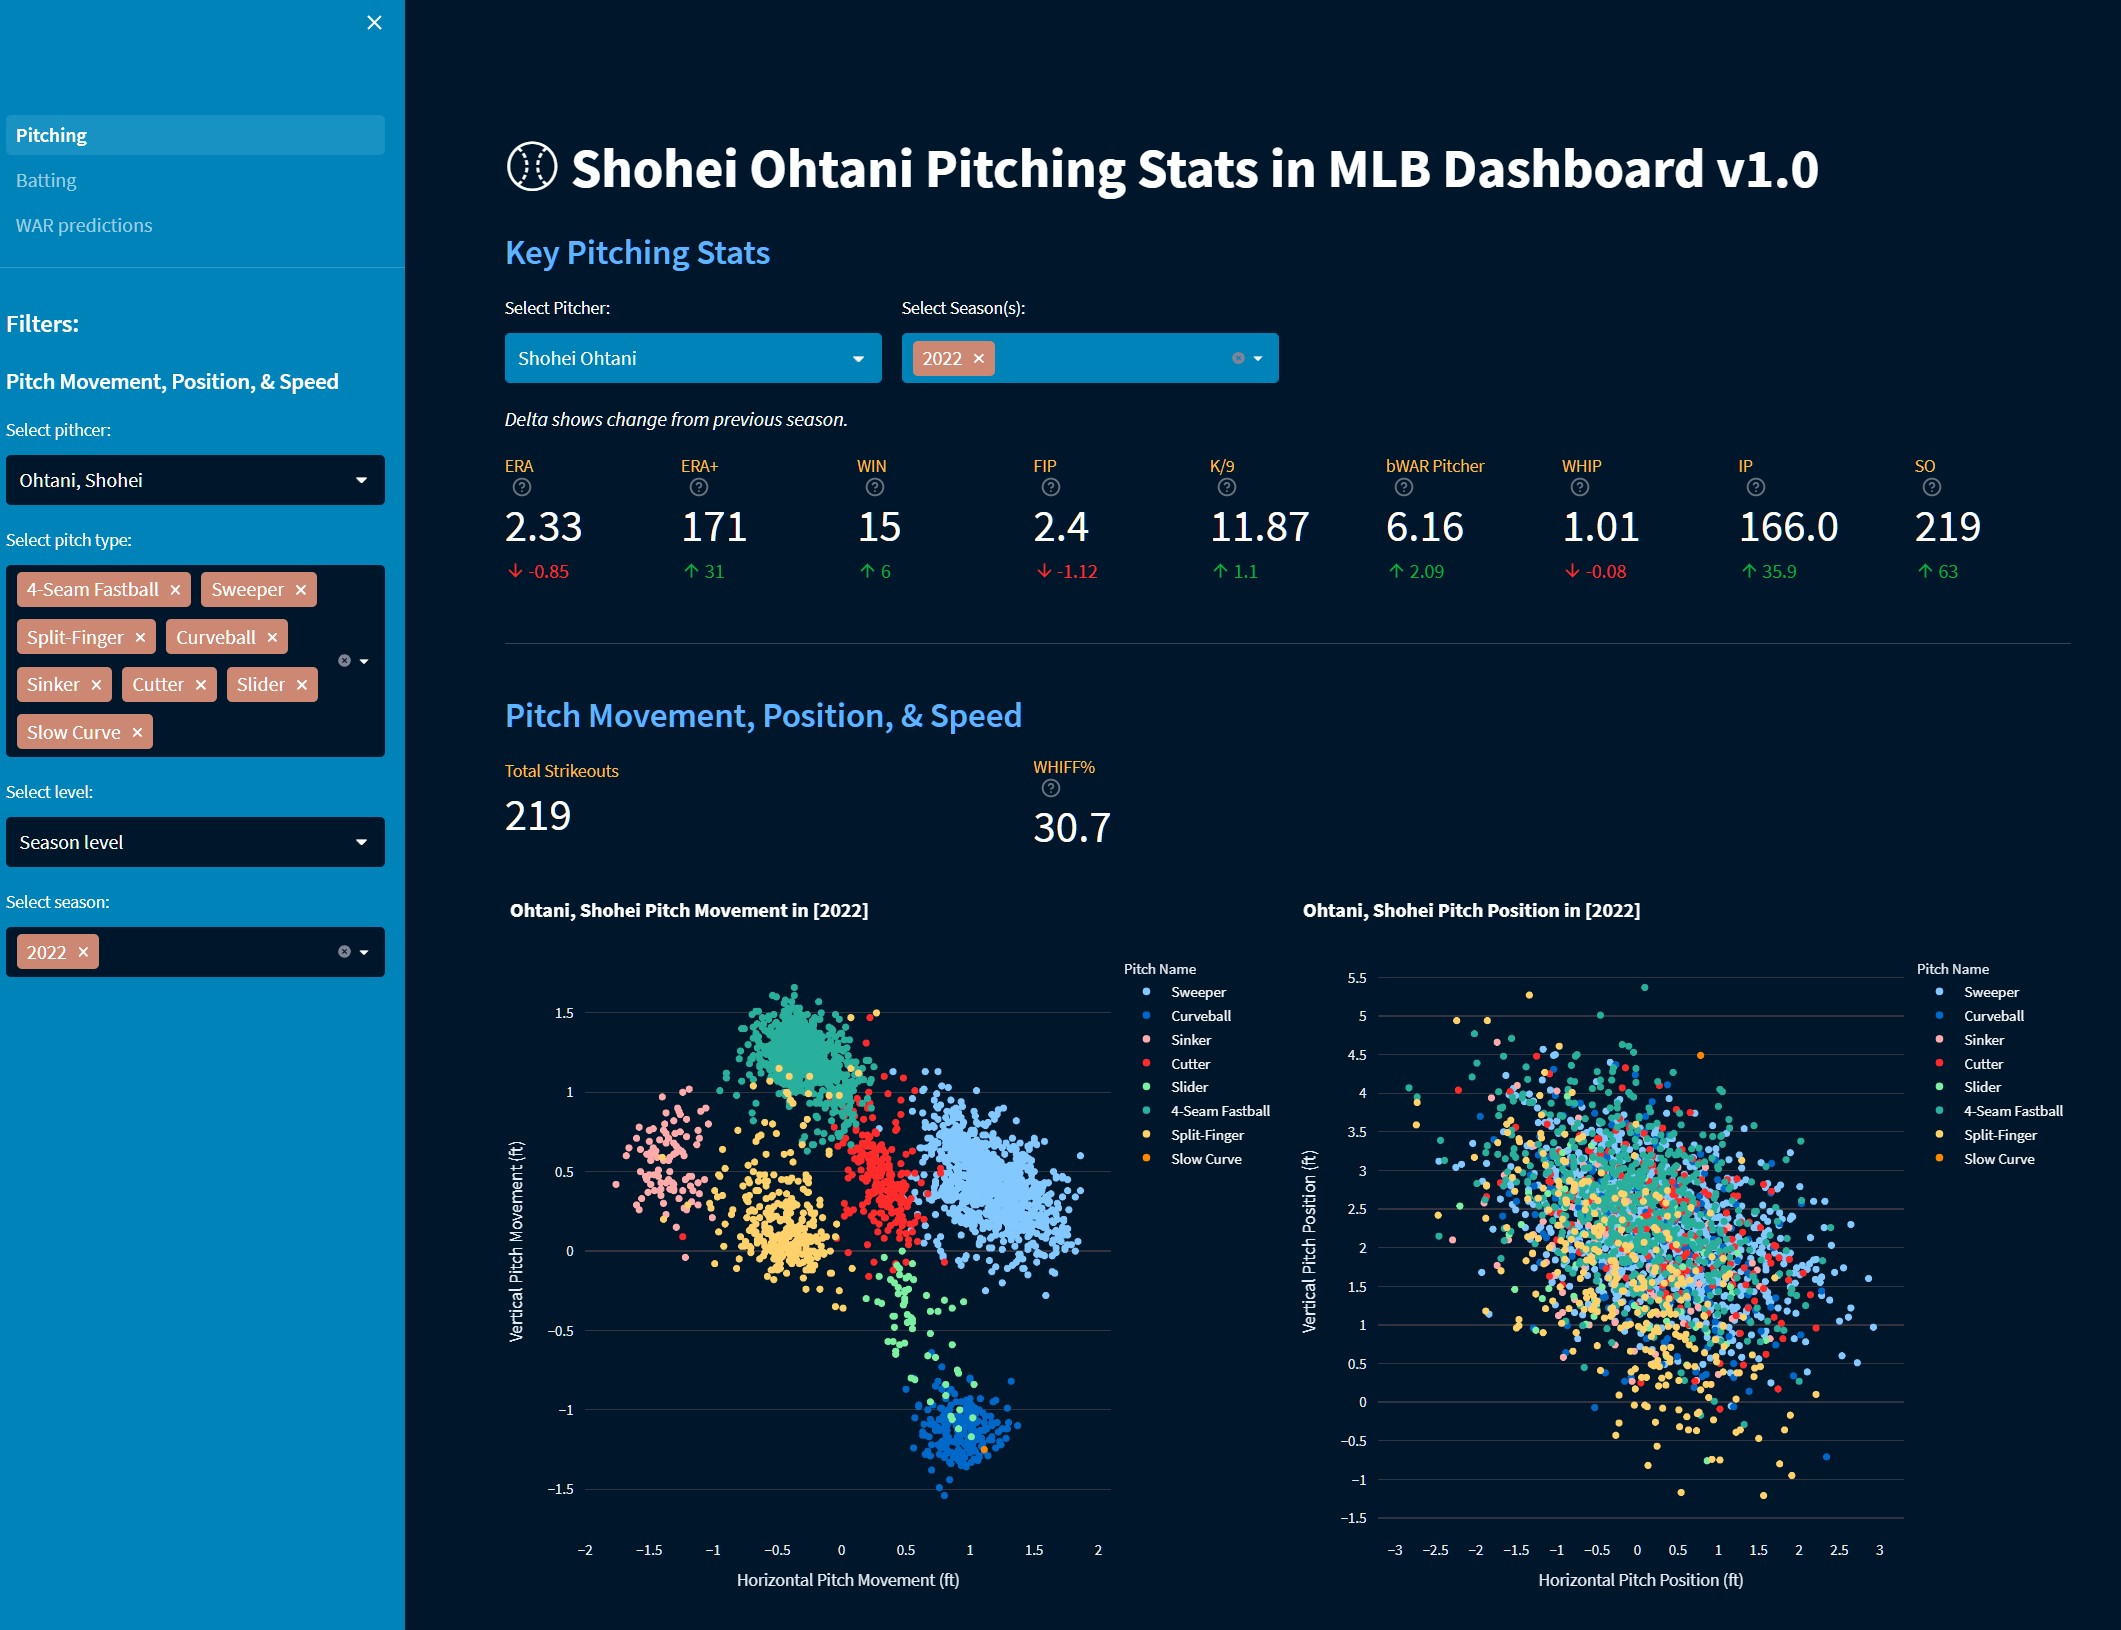 Pitching
Batting
WAR predictions
Filters:
Pitch Movement, Position, & Speed
Select pithcer:
Ohtani, Shohei
Select pitch type:
4-Seam Fastball × Sweeper ×
Split-Finger × Curveball ×
Sinker × Cutter × Slider ×
Slow Curve ×
Select level:
Season level
Select season:
2022 ×
Shohei Ohtani Pitching Stats in MLB Dashboard v1.0
Key Pitching Stats
Select Pitcher: Select Season(s):
Shohei Ohtani 2022 ×
Delta shows change from previous season.
ERA ERA+ WIN FIP K/9 bWAR Pitcher WHIP IP SO
2.33 171 15 2.4 11.87 6.16 1.01 166.0 219
↓ -0.85 ↑ 31 ↑ 6 ↓ -1.12 ↑ 1.1 ↑ 2.09 ↓ -0.08 ↑ 35.9 ↑ 63
Pitch Movement, Position, & Speed
Total Strikeouts WHIFF%
219 30.7
Ohtani, Shohei Pitch Movement in [2022]
Pitch Name
Sweeper
Curveball
Sinker
Cutter
Slider
4-Seam Fastball
Split-Finger
Slow Curve
Vertical Pitch Movement (ft)
1.5
1
0.5
0
−0.5
−1
−1.5
−2 −1.5 −1 −0.5 0 0.5 1 1.5 2
Horizontal Pitch Movement (ft)
Ohtani, Shohei Pitch Position in [2022]
Pitch Name
Sweeper
Curveball
Sinker
Cutter
Slider
4-Seam Fastball
Split-Finger
Slow Curve
Vertical Pitch Position (ft)
5.5
5
4.5
4
3.5
3
2.5
2
1.5
1
0.5
0
−0.5
−1
−1.5
−3 −2.5 −2 −1.5 −1 −0.5 0 0.5 1 1.5 2 2.5 3
Horizontal Pitch Position (ft)